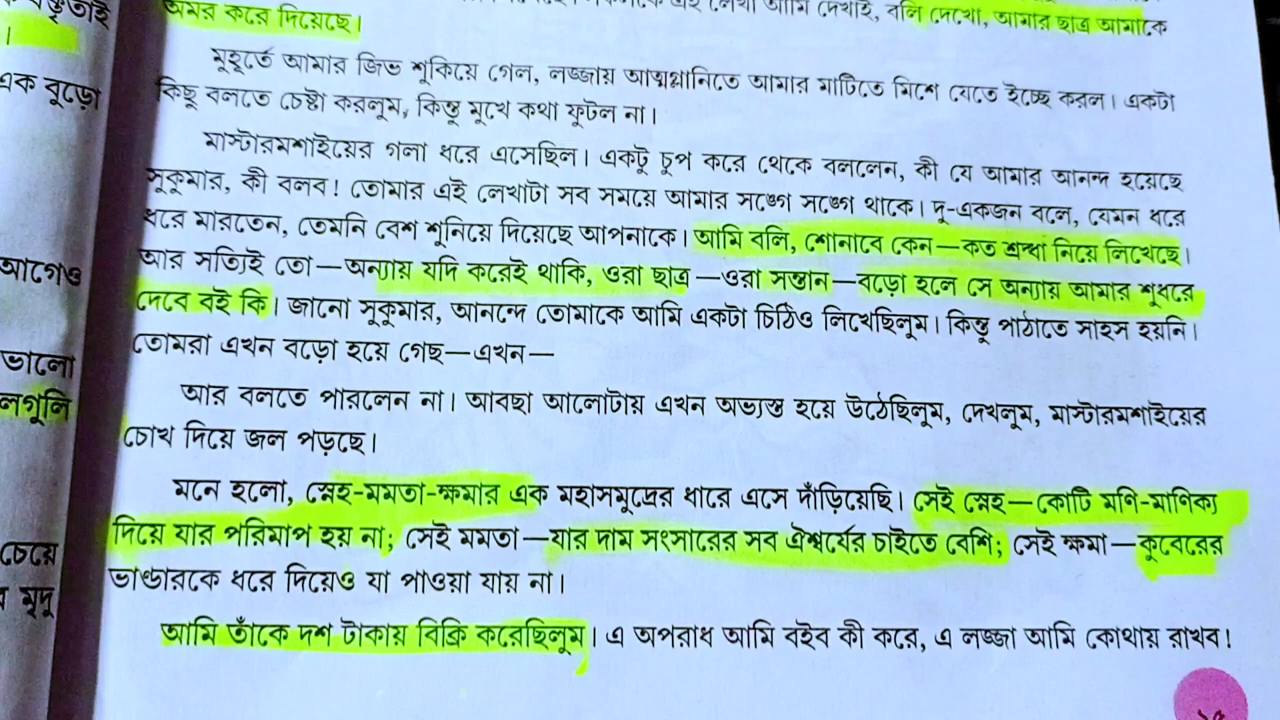 এই লেখা আমি দেখাই, বলি দেখো, আমার ছাত্র আমাকে
অমর করে দিয়েছে।
মুহূর্তে আমার জিভ শুকিয়ে গেল, লজ্জায় আত্মগ্লানিতে আমার মাটিতে মিশে যেতে ইচ্ছে করল। একটা
কিছু বলতে চেষ্টা করলুম, কিন্তু মুখে কথা ফুটল না।
মাস্টারমশাইয়ের গলা ধরে এসেছিল। একটু চুপ করে থেকে বললেন, কী যে আমার আনন্দ হয়েছে
সুকুমার, কী বলব! তোমার এই লেখাটা সব সময়ে আমার সঙ্গে সঙ্গে থাকে। দু-একজন বলে, যেমন ধরে
ধরে মারতেন, তেমনি বেশ শুনিয়ে দিয়েছে আপনাকে। আমি বলি, শোনাবে কেন—কত শ্রদ্ধা নিয়ে লিখেছে।
আর সত্যিই তো—অন্যায় যদি করেই থাকি, ওরা ছাত্র—ওরা সন্তান—বড়ো হলে সে অন্যায় আমার শুধরে
দেবে বই কি। জানো সুকুমার, আনন্দে তোমাকে আমি একটা চিঠিও লিখেছিলুম। কিন্তু পাঠাতে সাহস হয়নি।
তোমরা এখন বড়ো হয়ে গেছ—এখন—
আর বলতে পারলেন না। আবছা আলোটায় এখন অভ্যস্ত হয়ে উঠেছিলুম, দেখলুম, মাস্টারমশাইয়ের
চোখ দিয়ে জল পড়ছে।
মনে হলো, স্নেহ-মমতা-ক্ষমার এক মহাসমুদ্রের ধারে এসে দাঁড়িয়েছি। সেই স্নেহ—কোটি মণি-মাণিক্য
দিয়ে যার পরিমাপ হয় না; সেই মমতা—যার দাম সংসারের সব ঐশ্বর্যের চাইতে বেশি; সেই ক্ষমা—কুবেরের
ভাণ্ডারকে ধরে দিয়েও যা পাওয়া যায় না।
আমি তাঁকে দশ টাকায় বিক্রি করেছিলুম। এ অপরাধ আমি বইব কী করে, এ লজ্জা আমি কোথায় রাখব!
এক বুড়ো
আগেও
ভালো
লগুলি
চেয়ে
মৃদু